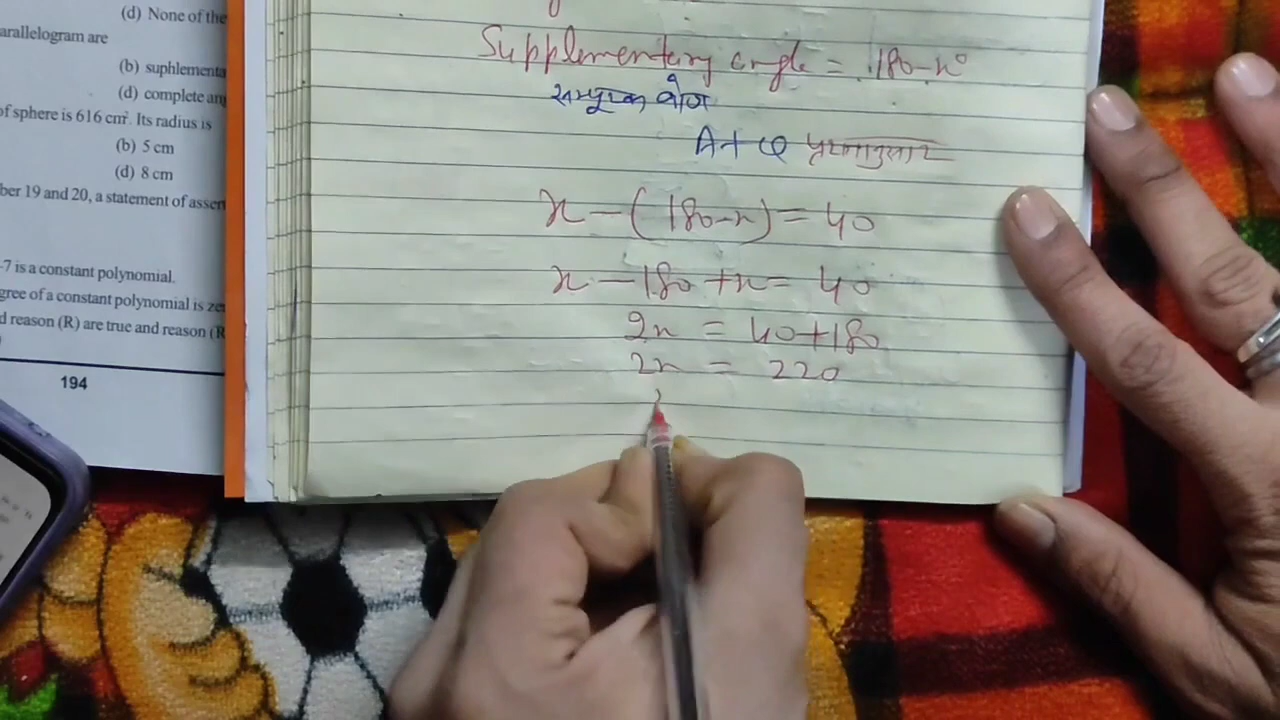 (d) None of the
arallelogram are
(b) suphlementa
(d) complete an
of sphere is 616 cm². Its radius is
(b) 5 cm
(d) 8 cm
ber 19 and 20, a statement of asser
-7 is a constant polynomial.
gree of a constant polynomial is ze
d reason (R) are true and reason (R
194
Supplementary angle = 180-x°
सम्पूरक कोण
A+Q प्रश्नानुसार
x - (180-x) = 40
x - 180 + x = 40
2x = 40+180
2x = 220